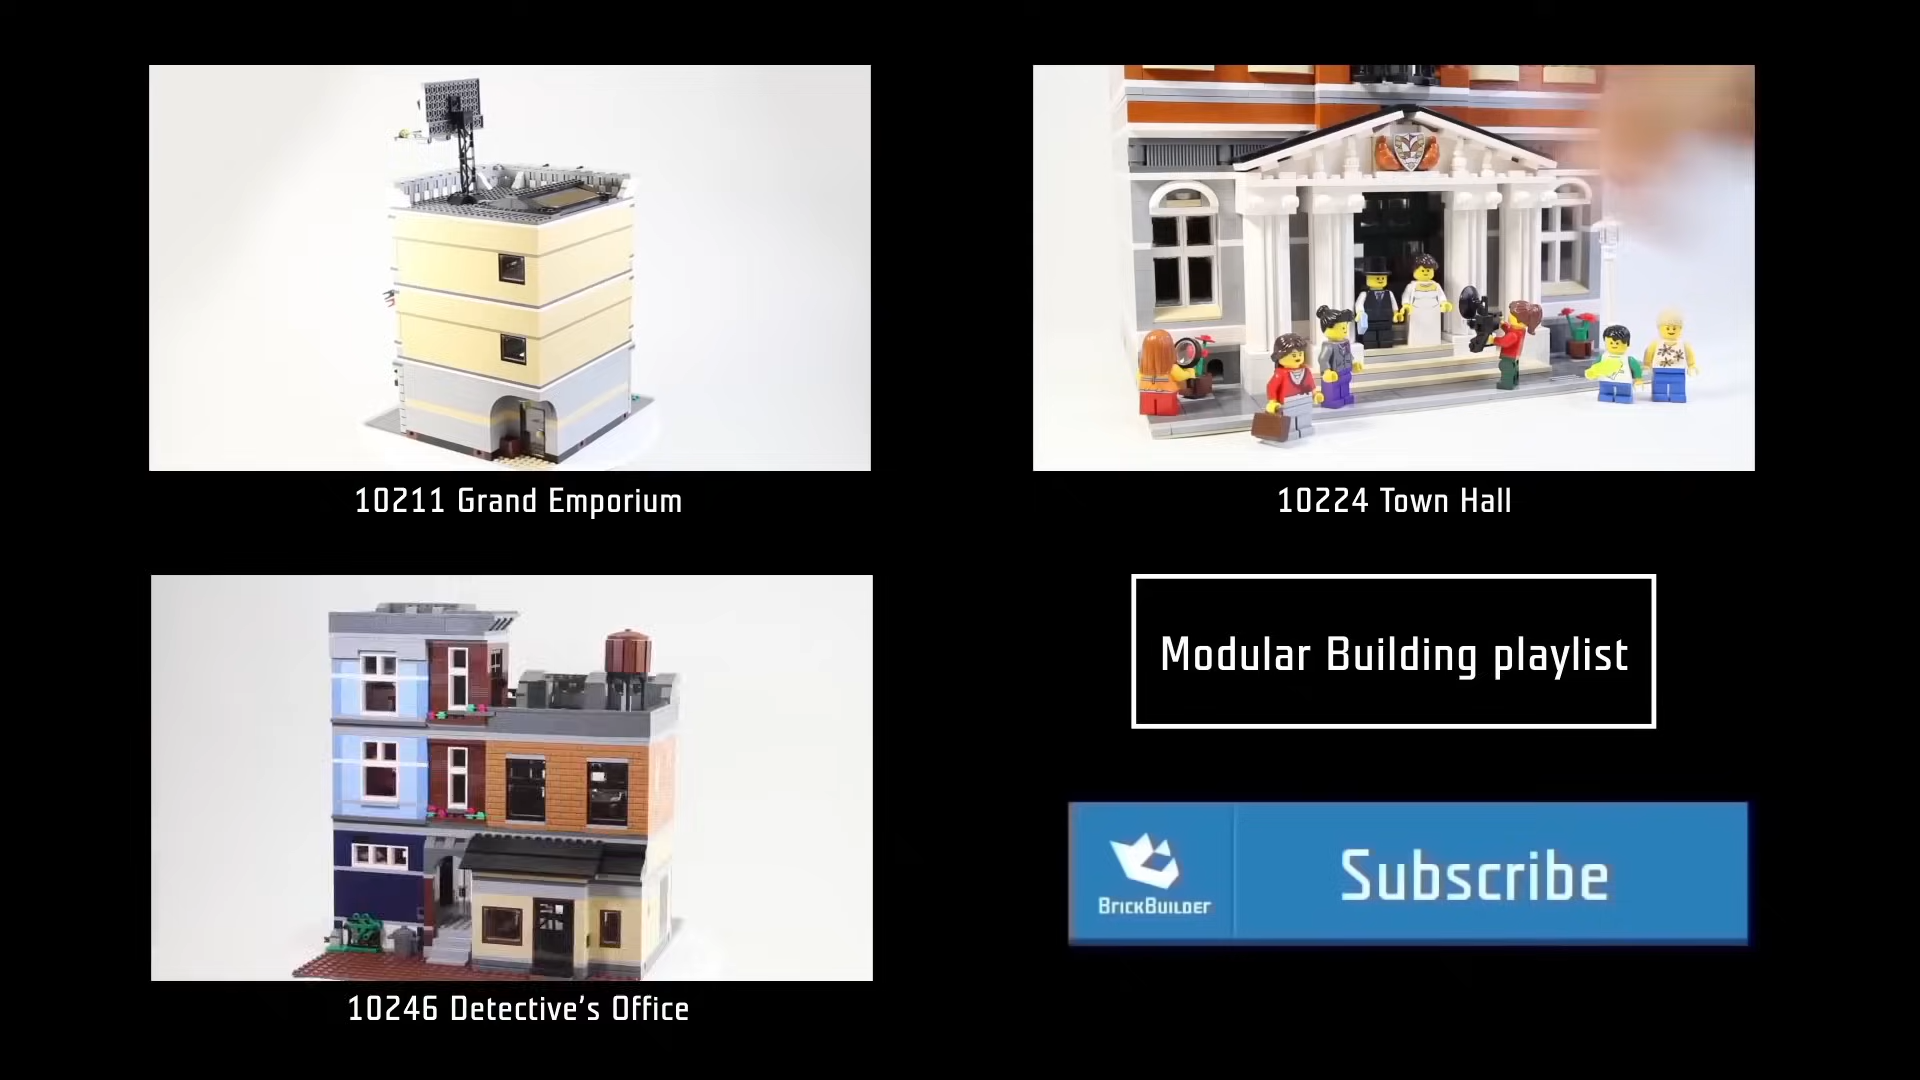 10211 Grand Emporium
10224 Town Hall
10246 Detective's Office
Modular Building playlist
BrickBuilder
Subscribe